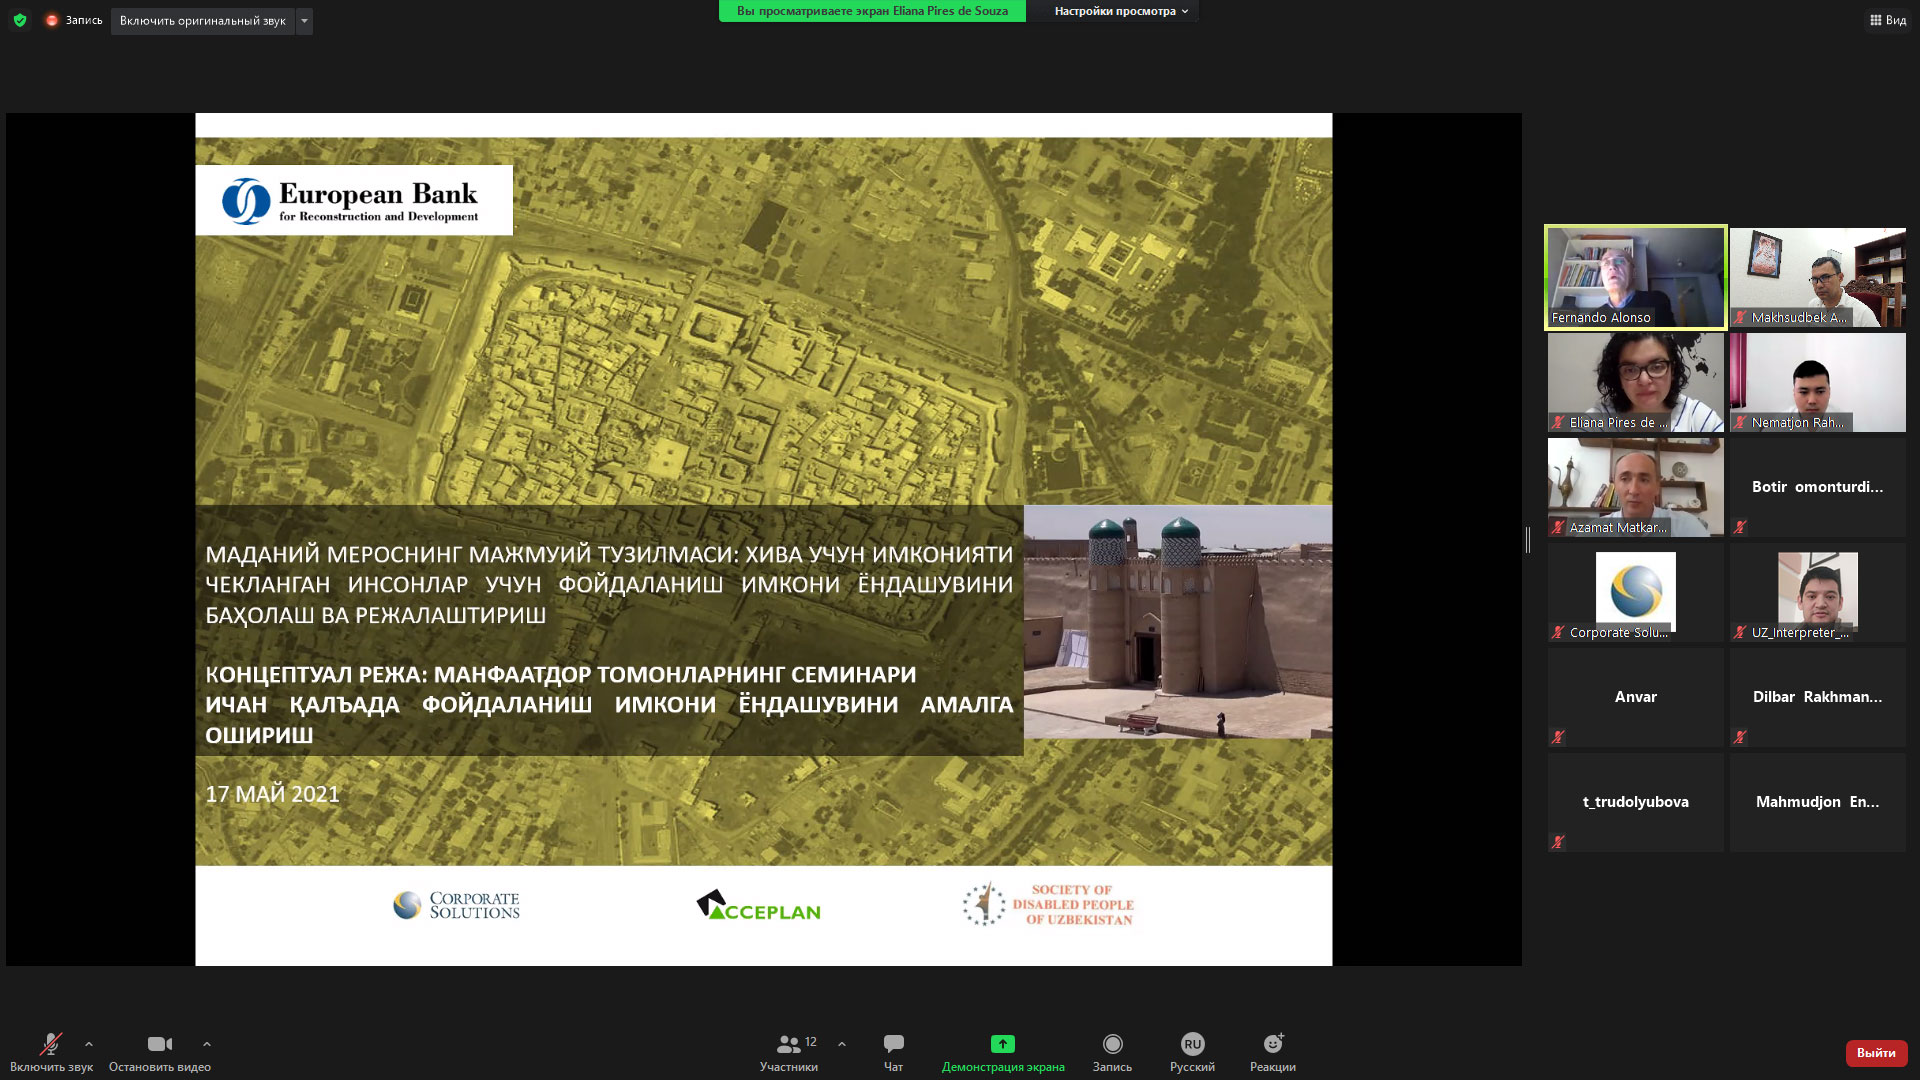 Запись
Включить оригинальный звук
Вы просматриваете экран Eliana Pires de Souza
Настройки просмотра
Вид
European Bank
for Reconstruction and Development
МАДАНИЙ МЕРОСНИНГ МАЖМУИЙ ТУЗИЛМАСИ: ХИВА УЧУН ИМКОНИЯТИ
ЧЕКЛАНГАН ИНСОНЛАР УЧУН ФОЙДАЛАНИШ ИМКОНИ ЁНДАШУВИНИ
БАҲОЛАШ ВА РЕЖАЛАШТИРИШ
КОНЦЕПТУАЛ РЕЖА: МАНФААТДОР ТОМОНЛАРНИНГ СЕМИНАРИ
ИЧАН ҚАЛЪАДА ФОЙДАЛАНИШ ИМКОНИ ЁНДАШУВИНИ АМАЛГА
ОШИРИШ
17 МАЙ 2021
CORPORATE
SOLUTIONS
ACCEPLAN
SOCIETY OF
DISABLED PEOPLE
OF UZBEKISTAN
Fernando Alonso
Makhsudbek A...
Eliana Pires de ...
Nematjon Rah...
Azamat Matkar...
Botir omonturdi...
Corporate Solu...
UZ_Interpreter_...
Anvar
Dilbar Rakhman...
t_trudolyubova
Mahmudjon En...
Включить звук
Остановить видео
12
Участники
Чат
Демонстрация экрана
Запись
RU
Русский
Реакции
Выйти